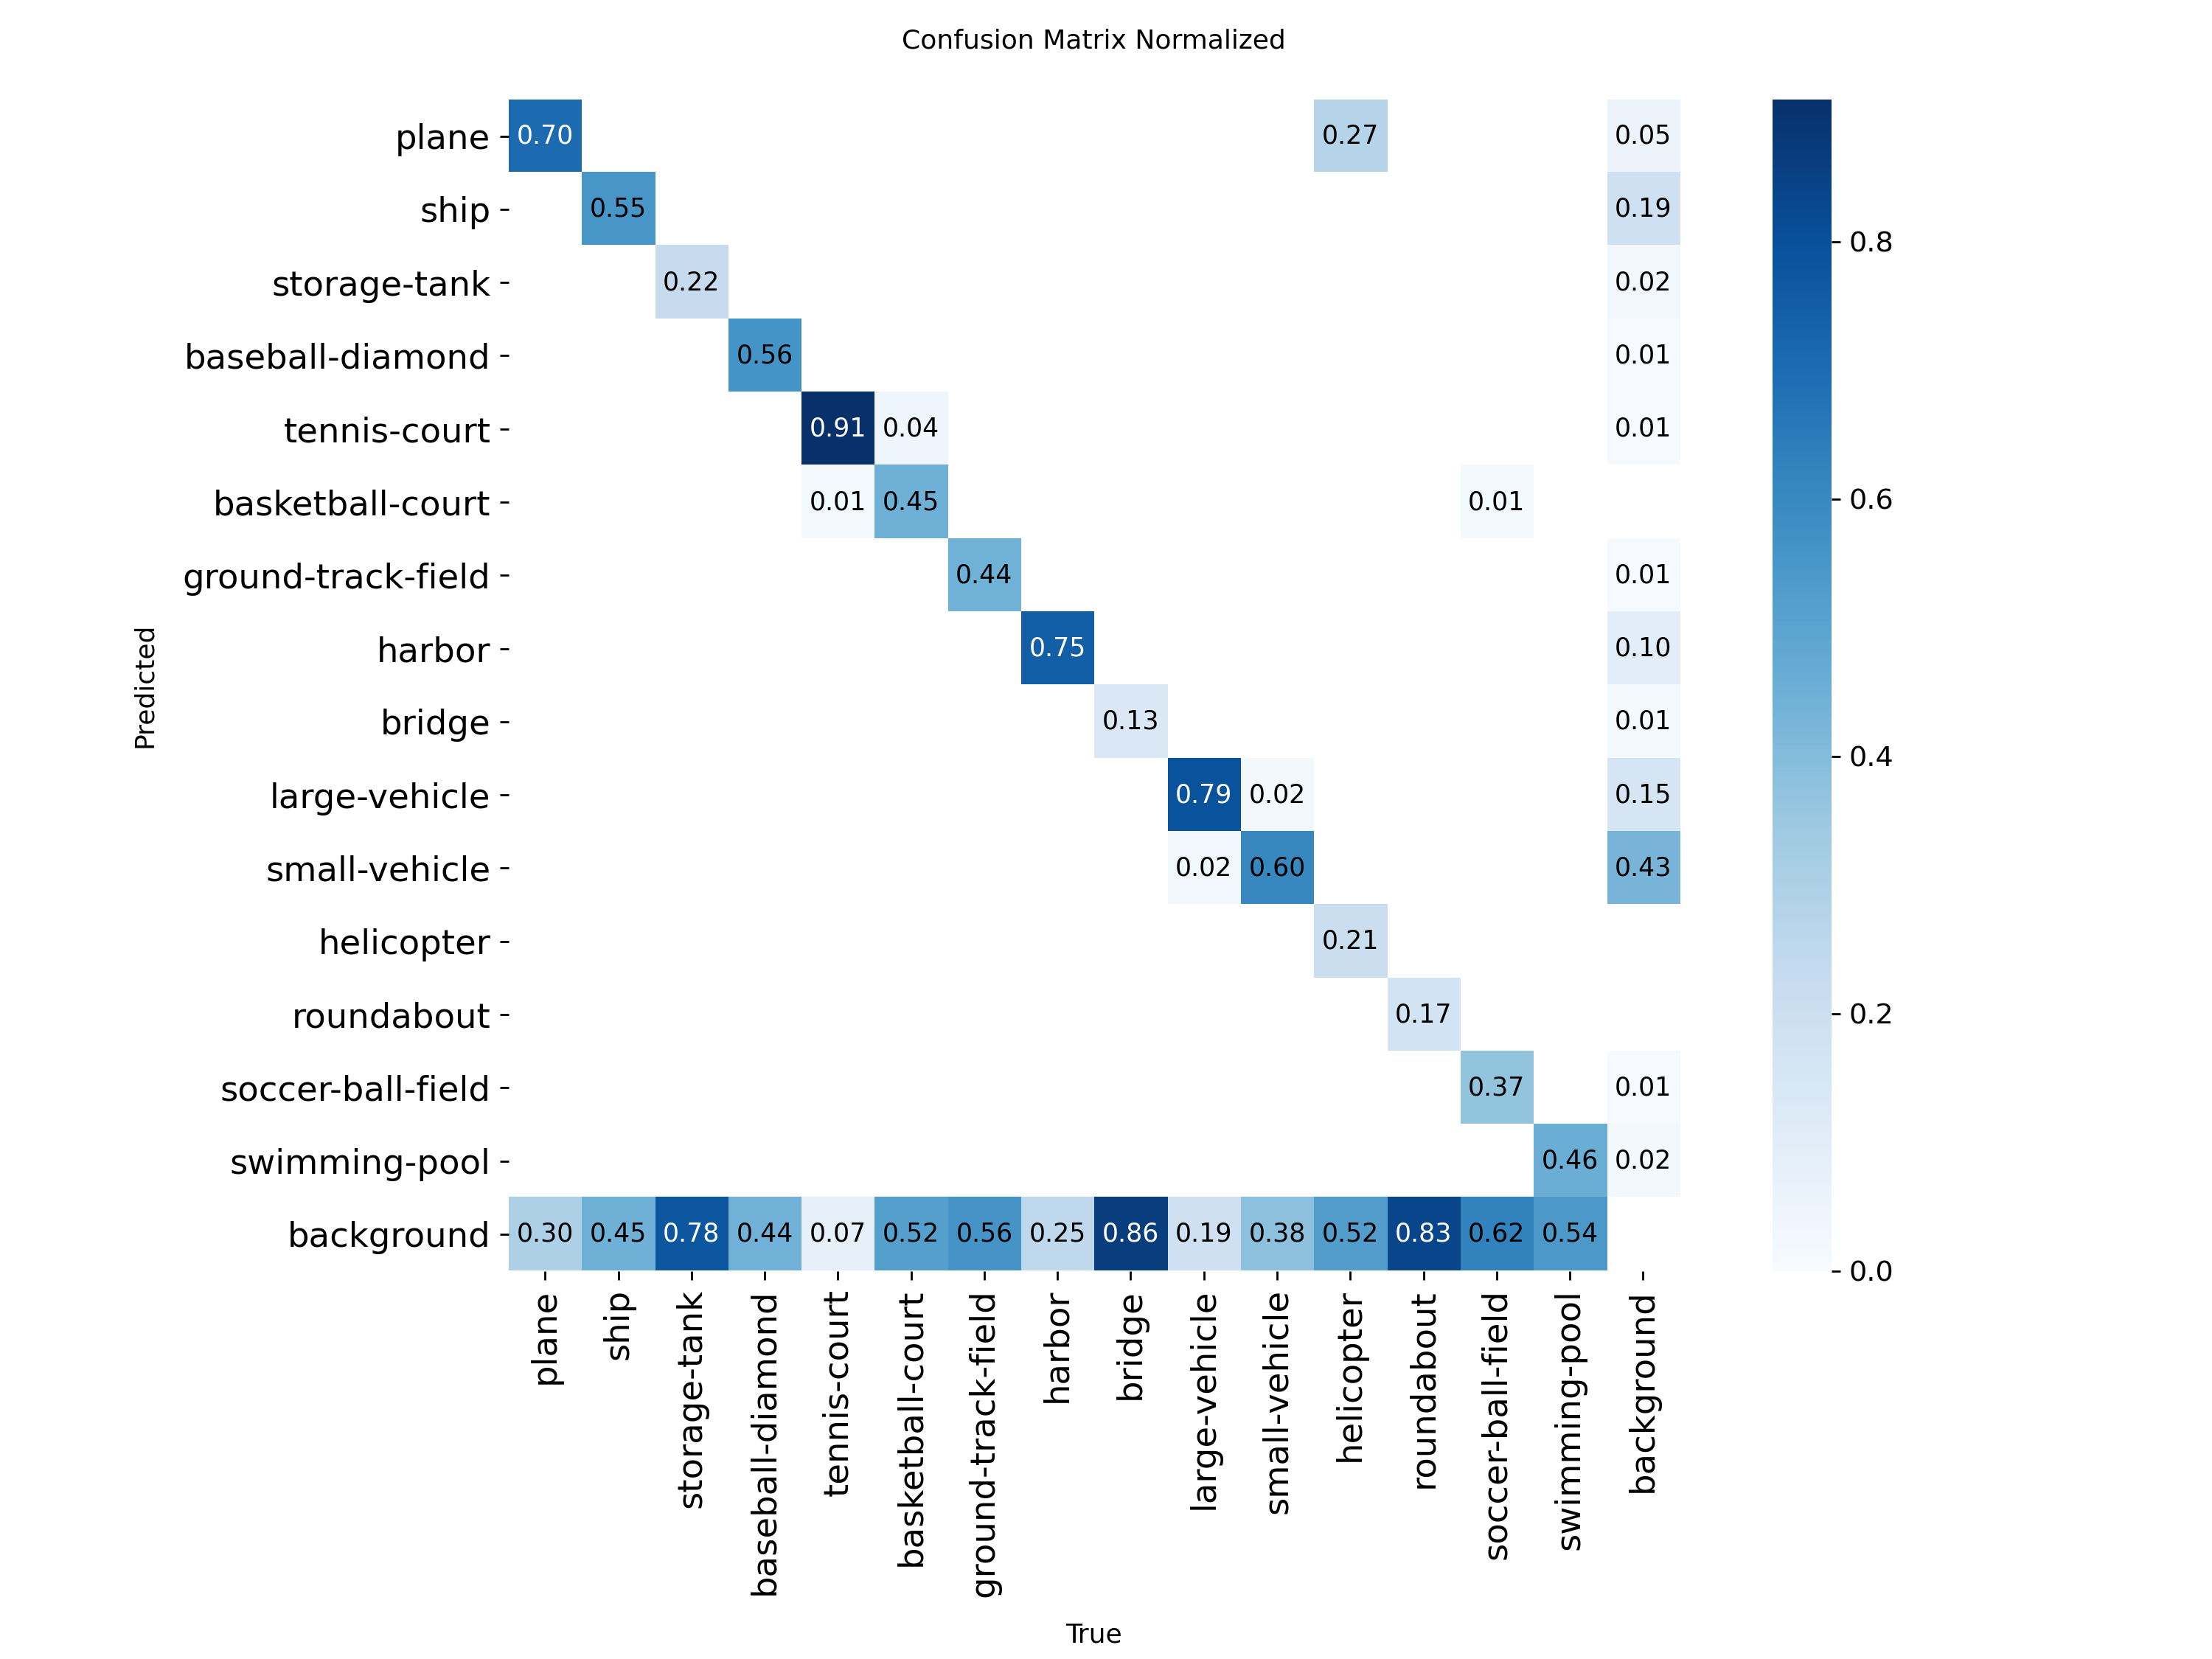 Confusion Matrix Normalized
plane 0.70 0.27 0.05
ship 0.55 0.19
storage-tank 0.22 0.02
baseball-diamond 0.56 0.01
tennis-court 0.91 0.04 0.01
basketball-court 0.01 0.45 0.01
ground-track-field 0.44 0.01
harbor 0.75 0.10
bridge 0.13 0.01
large-vehicle 0.79 0.02 0.15
small-vehicle 0.02 0.60 0.43
helicopter 0.21
roundabout 0.17
soccer-ball-field 0.37 0.01
swimming-pool 0.46 0.02
background 0.30 0.45 0.78 0.44 0.07 0.52 0.56 0.25 0.86 0.19 0.38 0.52 0.83 0.62 0.54
Predicted
plane
ship
storage-tank
baseball-diamond
tennis-court
basketball-court
ground-track-field
harbor
bridge
large-vehicle
small-vehicle
helicopter
roundabout
soccer-ball-field
swimming-pool
background
True
0.8
0.6
0.4
0.2
0.0